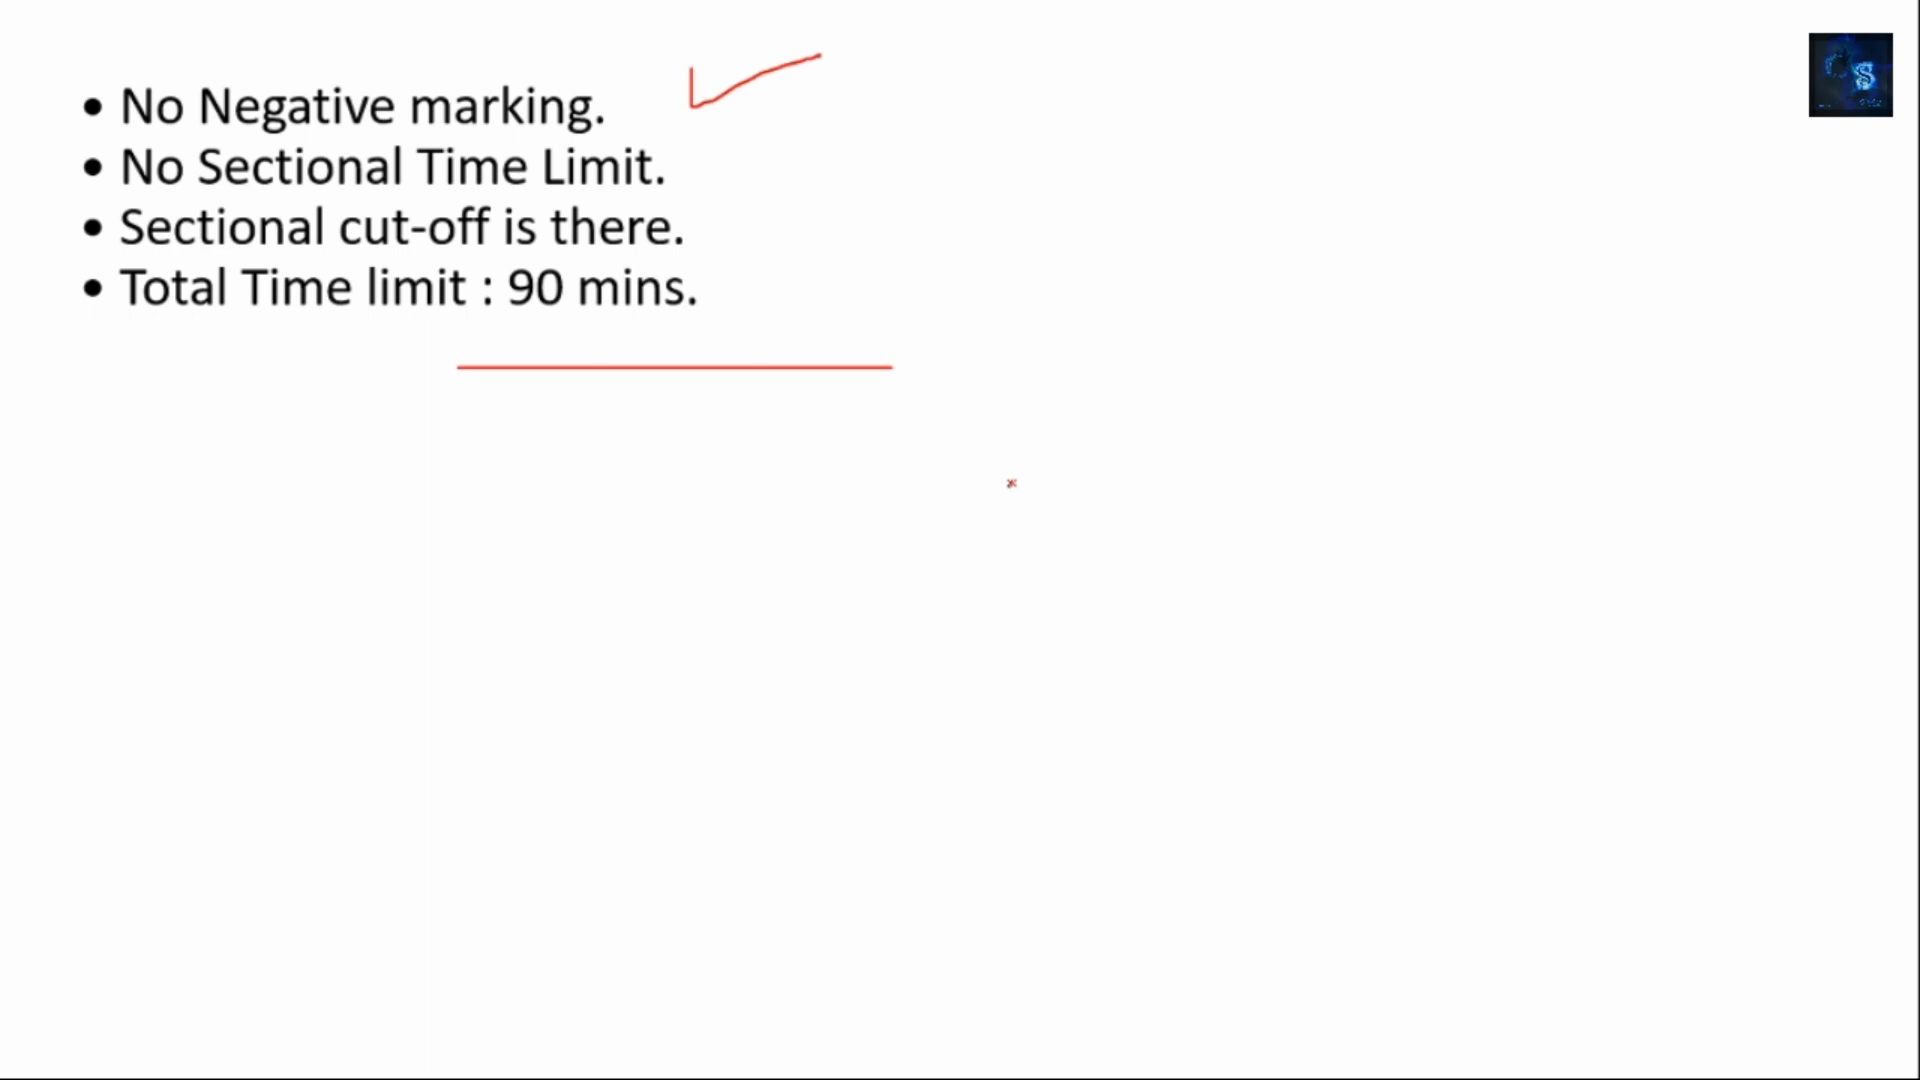 • No Negative marking.
• No Sectional Time Limit.
• Sectional cut-off is there.
• Total Time limit : 90 mins.